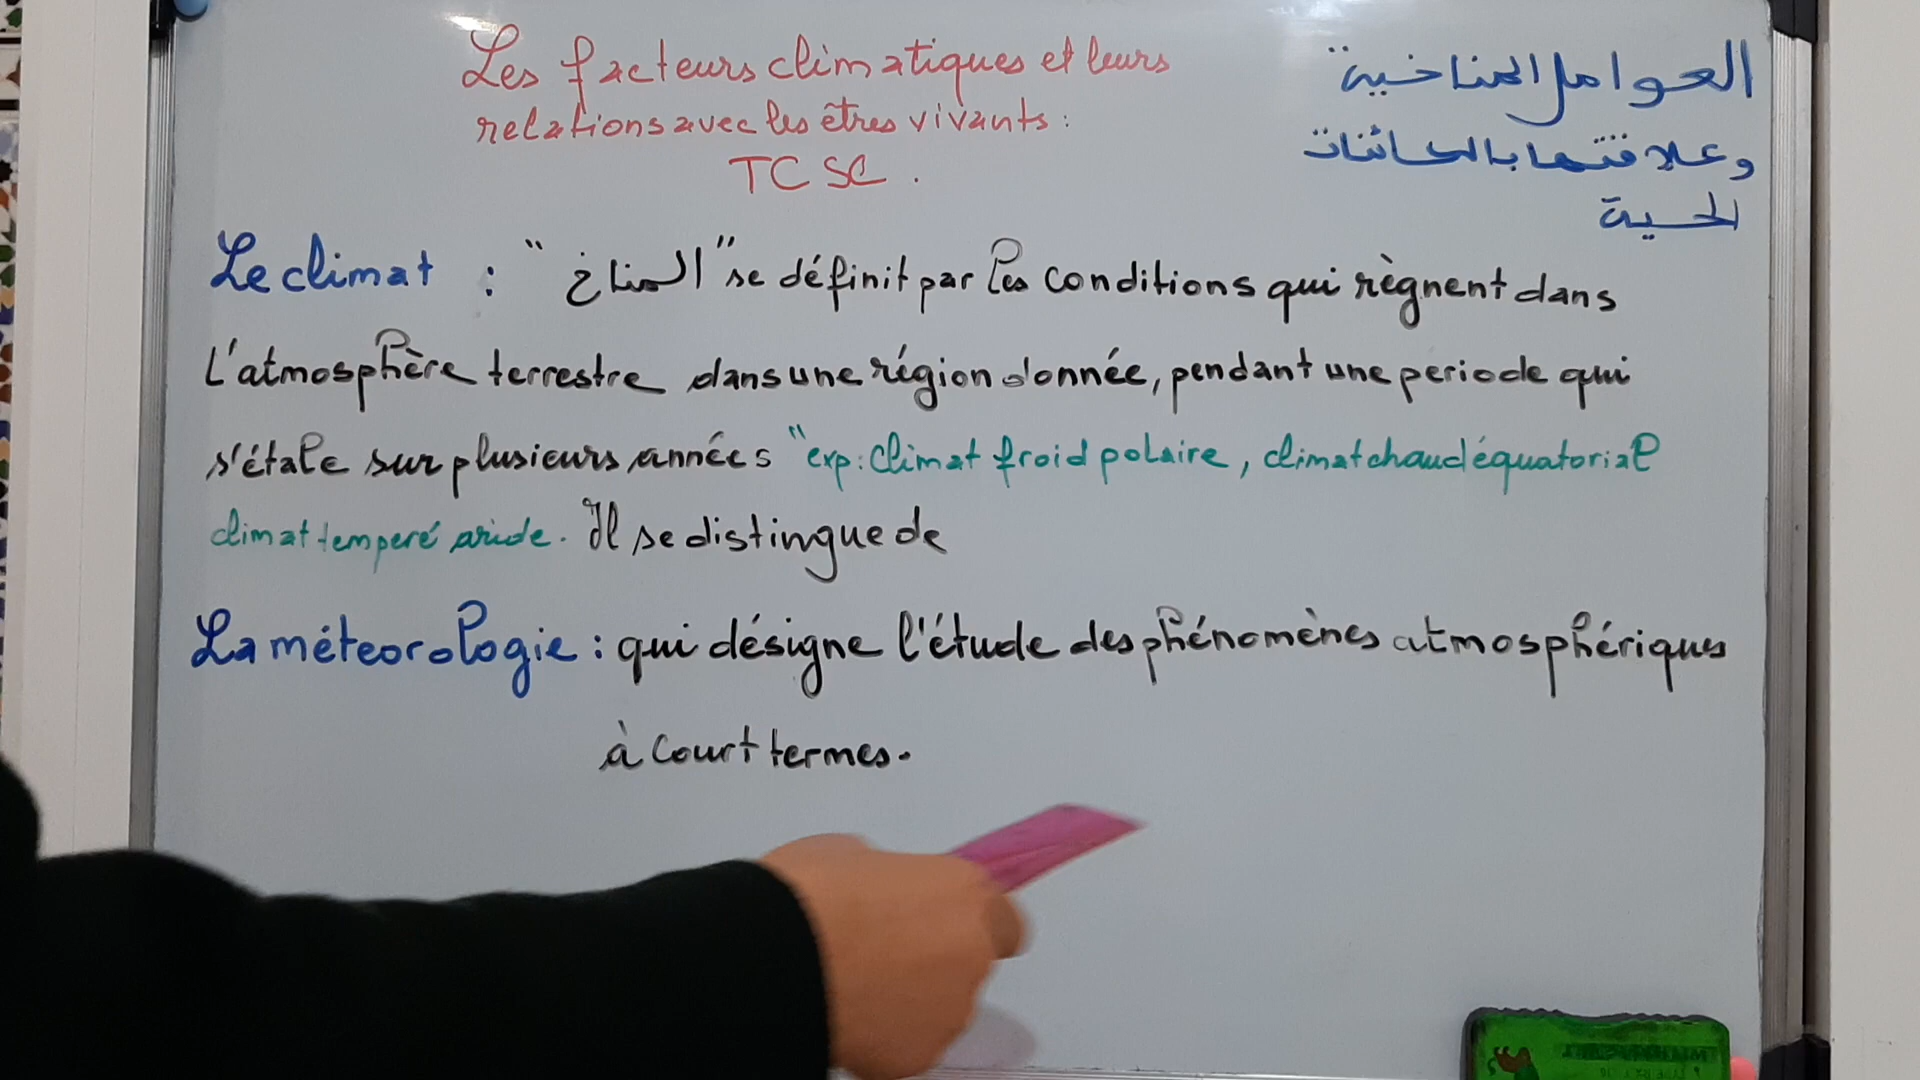 Les facteurs climatiques et leurs
relations avec les êtres vivants :
TCSC.
العوامل المناخية
وعلاقتها بالكائنات
الحية
Le climat : "المناخ" se définit par les conditions qui règnent dans
l'atmosphère terrestre dans une région donnée, pendant une periode qui
s'étale sur plusieurs années "exp: climat froid polaire, climat chaud équatorial
climat temperé aride. Il se distingue de
La méteorologie : qui désigne l'étude des phénomènes atmosphériques
à court termes.